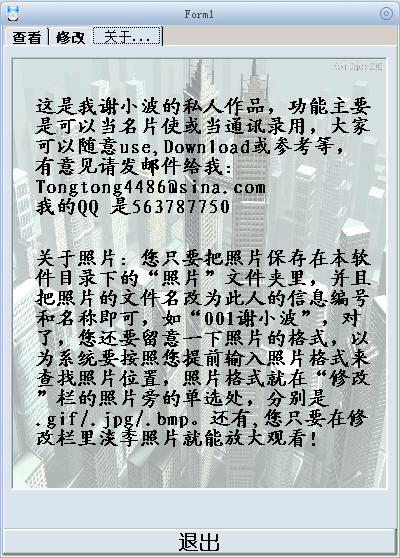 Form1
查看 修改 关于...
这是我谢小波的私人作品，功能主要
是可以当名片使或当通讯录用，大家
可以随意use,Download或参考等，
有意见请发邮件给我：
Tongtong4486@sina.com
我的QQ 是563787750
关于照片：您只要把照片保存在本软
件目录下的“照片”文件夹里，并且
把照片的文件名改为此人的信息编号
和名称即可，如“001谢小波”，对
了，您还要留意一下照片的格式，以
为系统要按照您提前输入照片格式来
查找照片位置，照片格式就在“修改
”栏的照片旁的单选处，分别是
.gif/.jpg/.bmp。还有,您只要在修
改栏里淡季照片就能放大观看!
退出